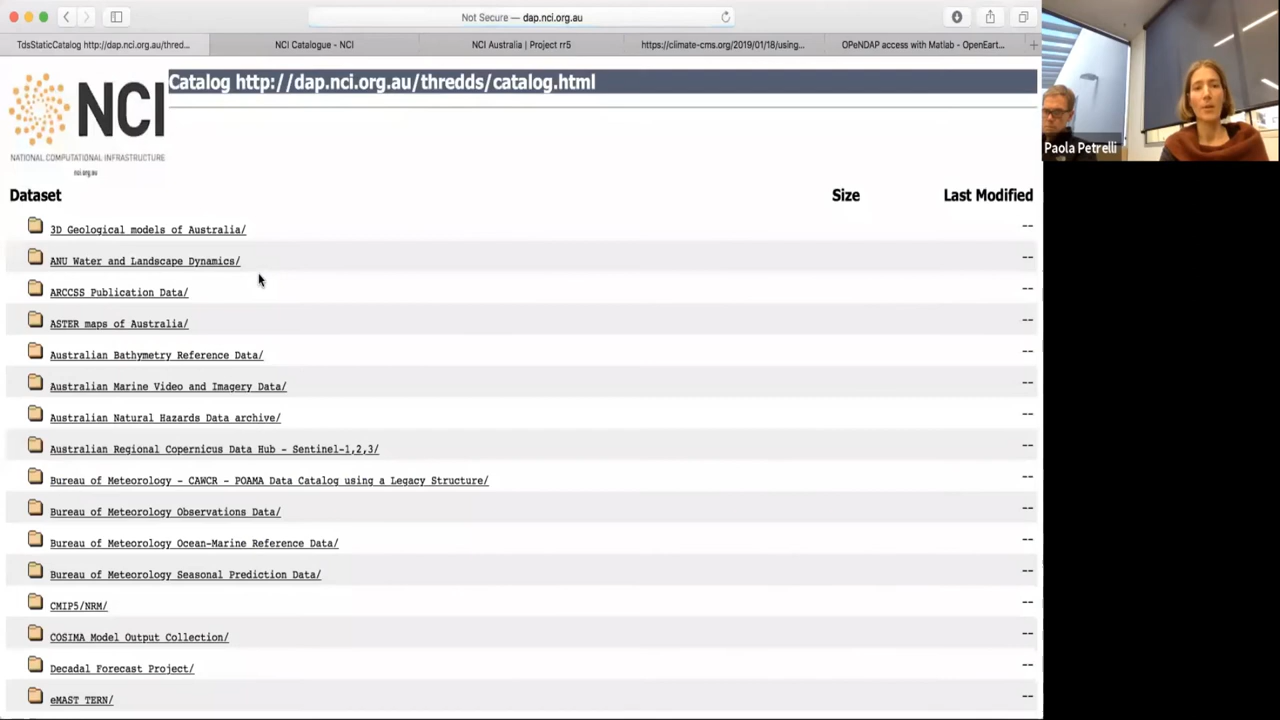 Not Secure — dap.nci.org.au
TdsStaticCatalog http://dap.nci.org.au/thred...
NCI Catalogue - NCI
NCI Australia | Project rr5
https://climate-cms.org/2019/01/18/using...
OPeNDAP access with Matlab - OpenEart...
NCI
NATIONAL COMPUTATIONAL INFRASTRUCTURE
nci.org.au
Catalog http://dap.nci.org.au/thredds/catalog.html
Paola Petrelli
Dataset Size Last Modified
3D Geological models of Australia/ --
ANU Water and Landscape Dynamics/ --
ARCCSS Publication Data/ --
ASTER maps of Australia/ --
Australian Bathymetry Reference Data/ --
Australian Marine Video and Imagery Data/ --
Australian Natural Hazards Data archive/ --
Australian Regional Copernicus Data Hub - Sentinel-1,2,3/ --
Bureau of Meteorology - CAWCR - POAMA Data Catalog using a Legacy Structure/ --
Bureau of Meteorology Observations Data/ --
Bureau of Meteorology Ocean-Marine Reference Data/ --
Bureau of Meteorology Seasonal Prediction Data/ --
CMIP5/NRM/ --
COSIMA Model Output Collection/ --
Decadal Forecast Project/ --
eMAST TERN/ --